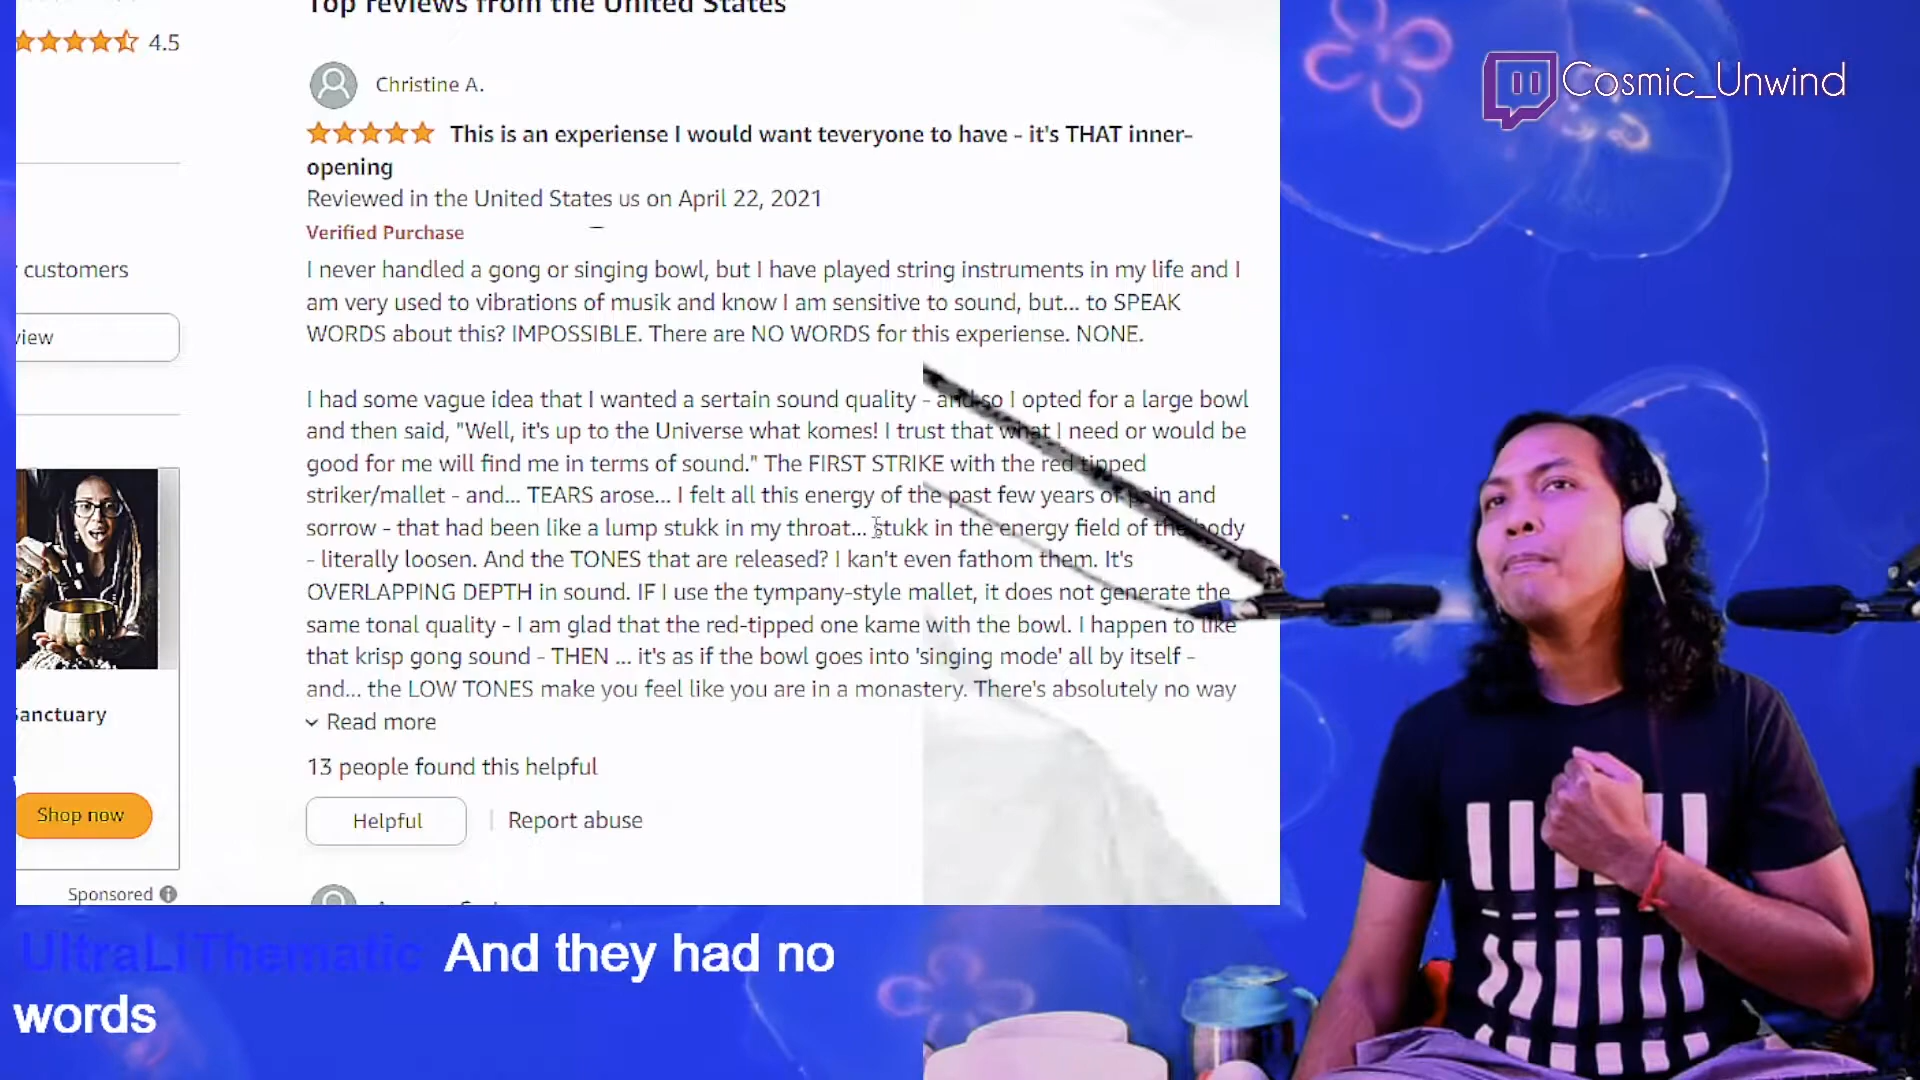 Top reviews from the United States
4.5
Cosmic_Unwind
Christine A.
This is an experiense I would want teveryone to have - it's THAT inner-
opening
Reviewed in the United States us on April 22, 2021
Verified Purchase
customers
I never handled a gong or singing bowl, but I have played string instruments in my life and I
am very used to vibrations of musik and know I am sensitive to sound, but... to SPEAK
WORDS about this? IMPOSSIBLE. There are NO WORDS for this experiense. NONE.
view
I had some vague idea that I wanted a sertain sound quality - and so I opted for a large bowl
and then said, "Well, it's up to the Universe what komes! I trust that what I need or would be
good for me will find me in terms of sound." The FIRST STRIKE with the red tipped
striker/mallet - and... TEARS arose... I felt all this energy of the past few years of pain and
sorrow - that had been like a lump stukk in my throat... stukk in the energy field of the body
- literally loosen. And the TONES that are released? I kan't even fathom them. It's
OVERLAPPING DEPTH in sound. IF I use the tympany-style mallet, it does not generate the
same tonal quality - I am glad that the red-tipped one kame with the bowl. I happen to like
that krisp gong sound - THEN ... it's as if the bowl goes into 'singing mode' all by itself -
and... the LOW TONES make you feel like you are in a monastery. There's absolutely no way
Sanctuary
Read more
13 people found this helpful
Shop now
Helpful
Report abuse
Sponsored
UltraLiThematic And they had no
words